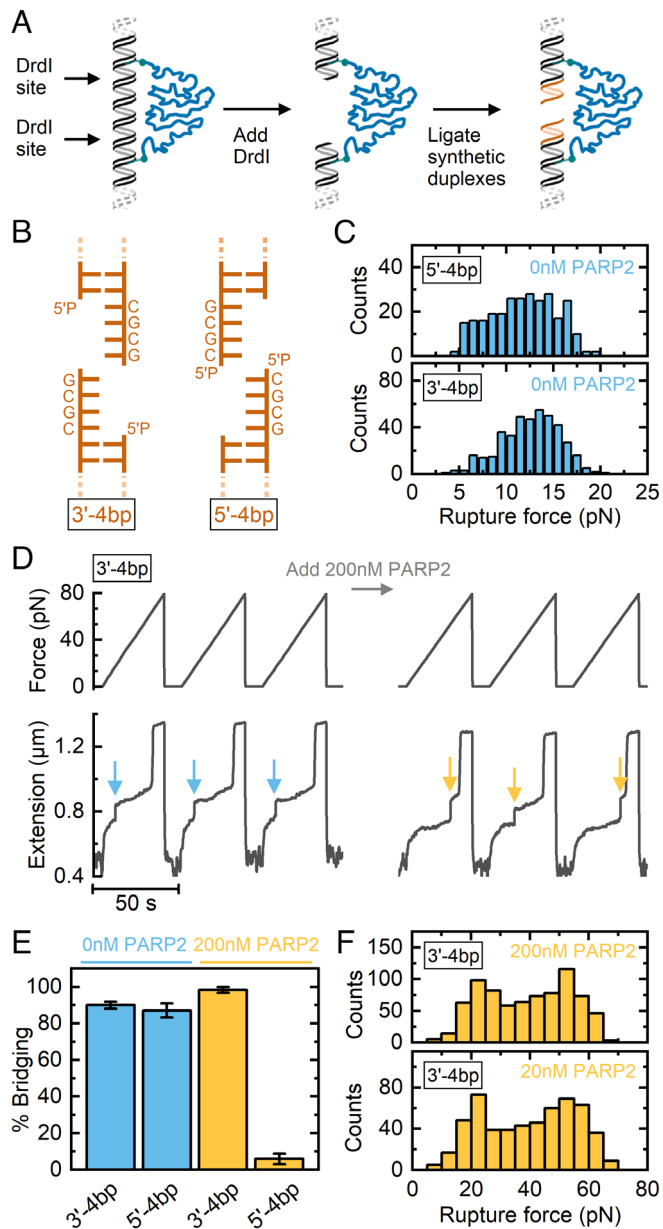 A
DrdI
site
DrdI
site
Add
DrdI
Ligate
synthetic
duplexes
B
5'P
C
G
C
G
G
C
G
C
5'P
3'-4bp
G
C
G
C
5'P
5'P
C
G
C
G
5'-4bp
C
5'-4bp
0nM PARP2
Counts
40
20
0
3'-4bp
0nM PARP2
Counts
80
40
0
0 5 10 15 20 25
Rupture force (pN)
D
3'-4bp
Add 200nM PARP2
Force (pN)
80
40
0
Extension (µm)
1.2
0.8
0.4
50 s
E
0nM PARP2 200nM PARP2
% Bridging
100
80
60
40
20
0
3'-4bp 5'-4bp 3'-4bp 5'-4bp
F
3'-4bp
200nM PARP2
Counts
150
100
50
0
3'-4bp
20nM PARP2
Counts
80
40
0
0 20 40 60 80
Rupture force (pN)